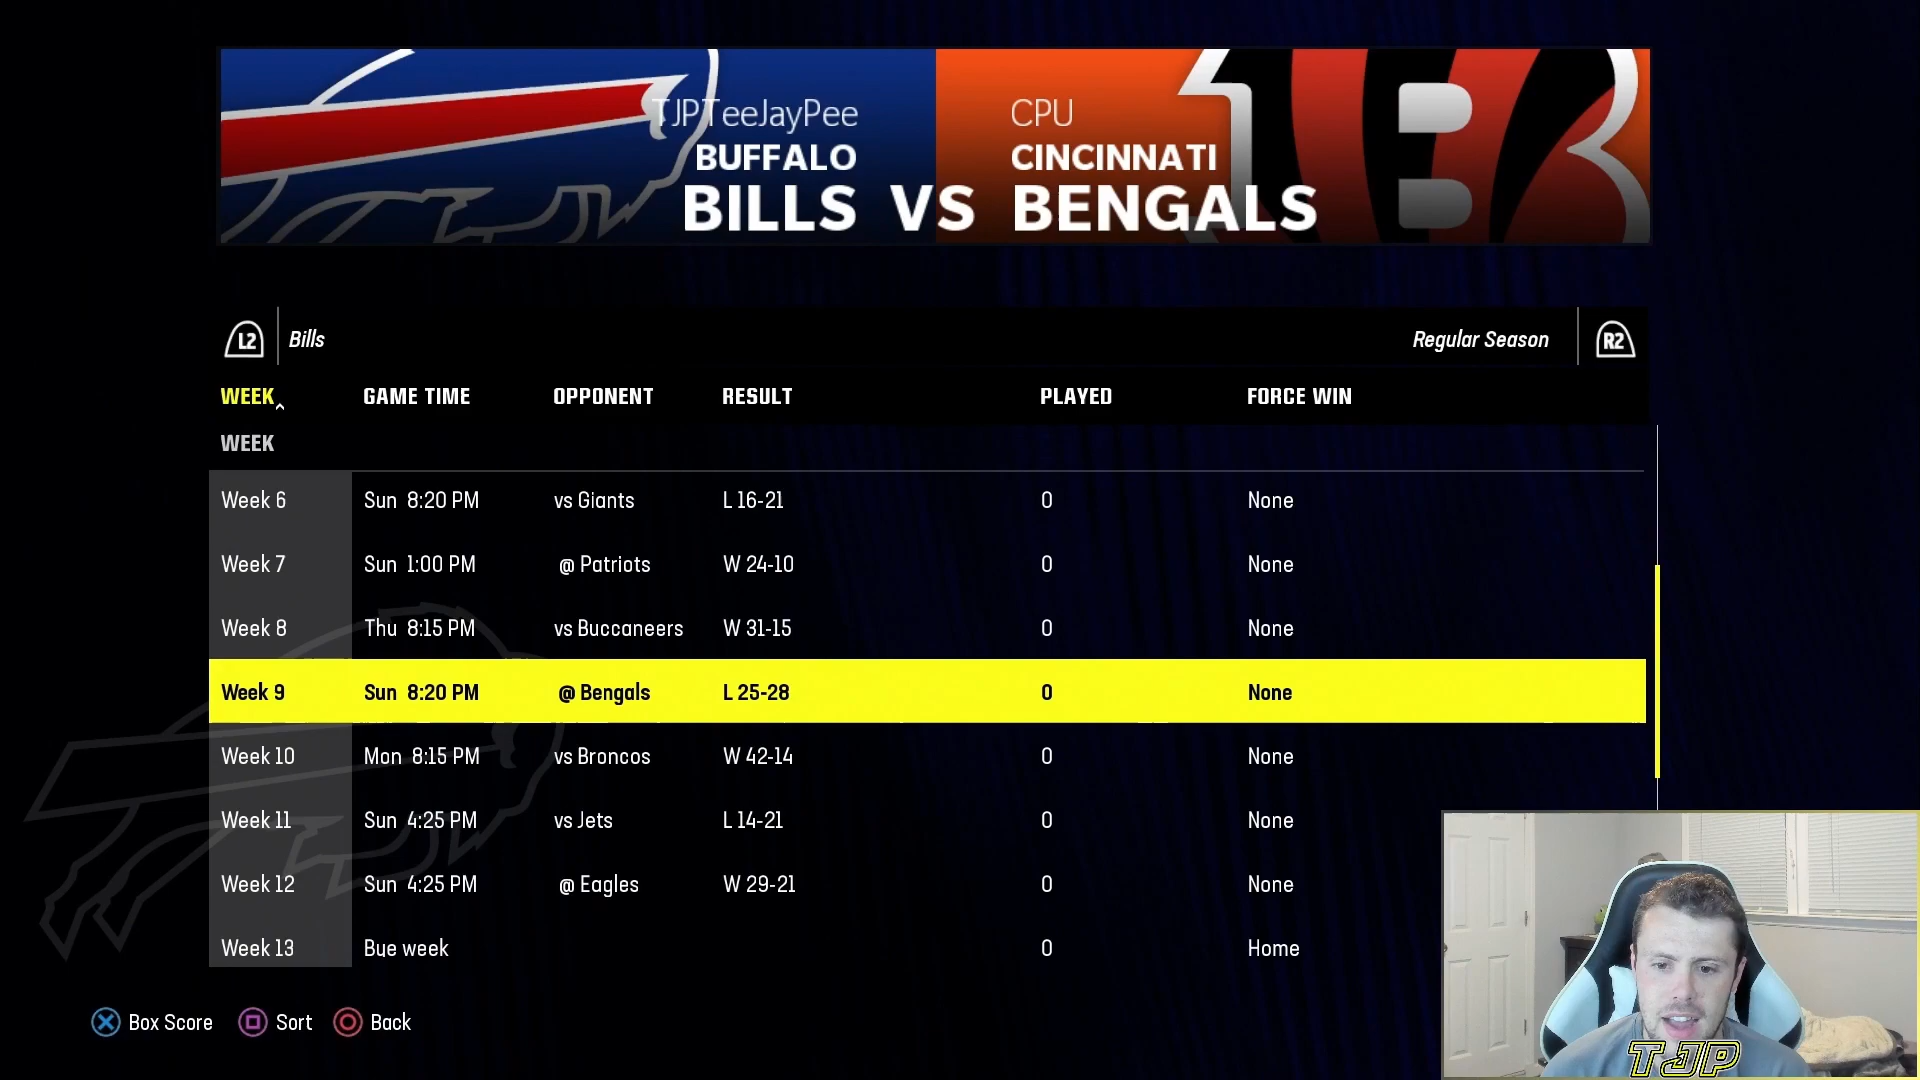 TJPTeeJayPee
BUFFALO
BILLS VS BENGALS
CPU
CINCINNATI
L2 Bills
Regular Season R2
WEEK GAME TIME OPPONENT RESULT PLAYED FORCE WIN
WEEK
Week 6 Sun 8:20 PM vs Giants L 16-21 0 None
Week 7 Sun 1:00 PM @ Patriots W 24-10 0 None
Week 8 Thu 8:15 PM vs Buccaneers W 31-15 0 None
Week 9 Sun 8:20 PM @ Bengals L 25-28 0 None
Week 10 Mon 8:15 PM vs Broncos W 42-14 0 None
Week 11 Sun 4:25 PM vs Jets L 14-21 0 None
Week 12 Sun 4:25 PM @ Eagles W 29-21 0 None
Week 13 Bye week 0 Home
Box Score Sort Back
TJP